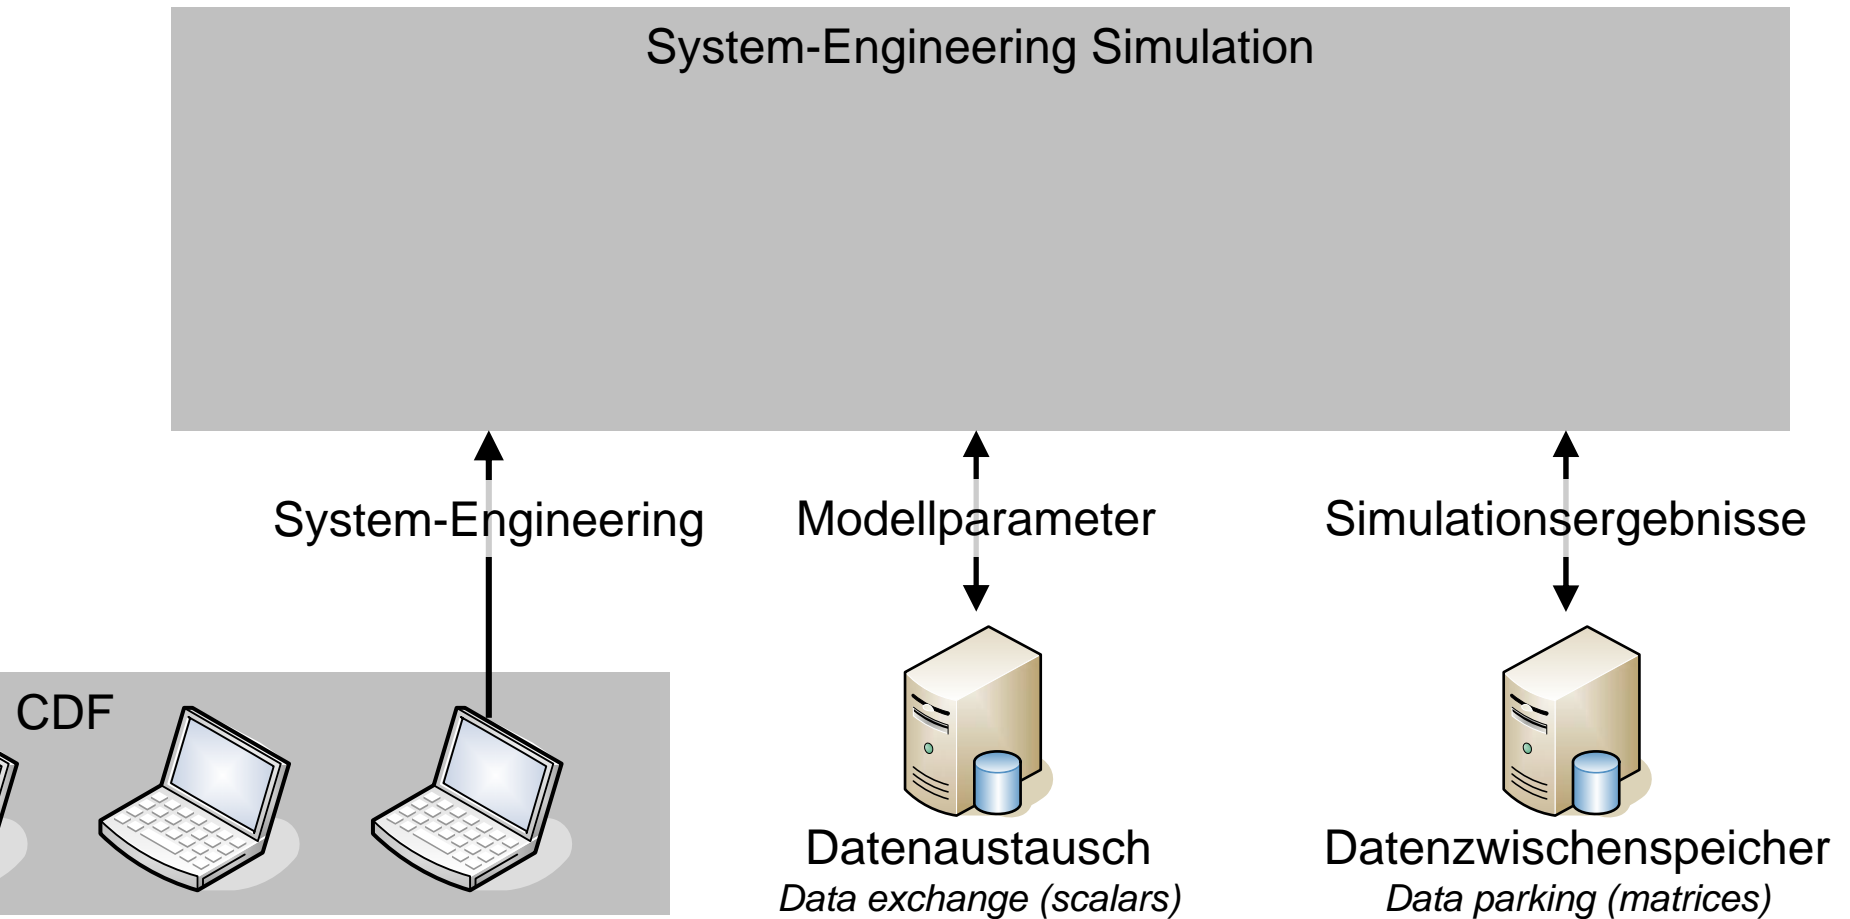 System-Engineering Simulation
System-Engineering
Modellparameter
Simulationsergebnisse
CDF
Datenaustausch
Data exchange (scalars)
Datenzwischenspeicher
Data parking (matrices)